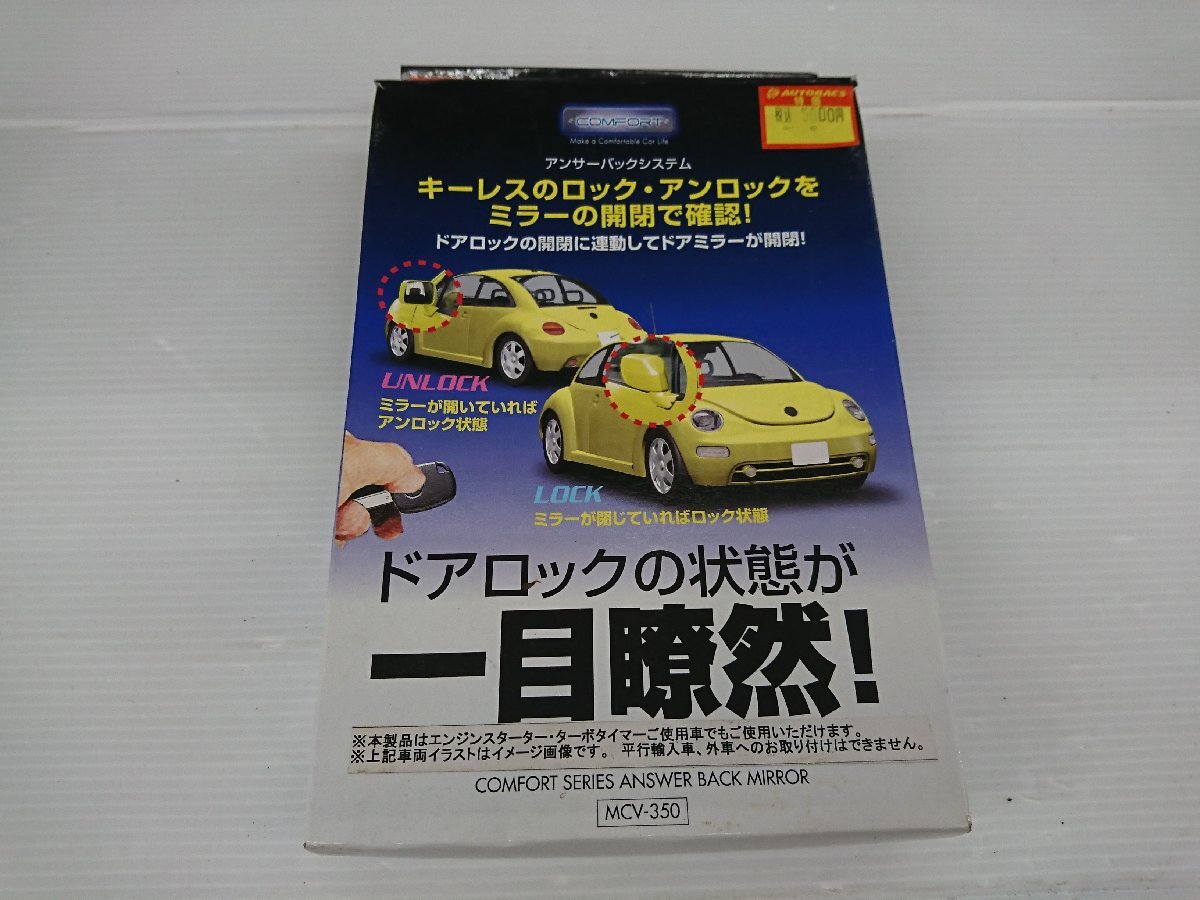 AUTOBACS
特価
税込
COMFORT
Make a Comfortable Car Life
アンサーバックシステム
キーレスのロック・アンロックを
ミラーの開閉で確認!
ドアロックの開閉に連動してドアミラーが開閉!
UNLOCK
ミラーが開いていれば
アンロック状態
LOCK
ミラーが閉じていればロック状態
ドアロックの状態が
一目瞭然!
※本製品はエンジンスターター・ターボタイマーご使用車でもご使用いただけます。
※上記車両イラストはイメージ画像です。 平行輸入車、外車へのお取り付けはできません。
COMFORT SERIES ANSWER BACK MIRROR
MCV-350